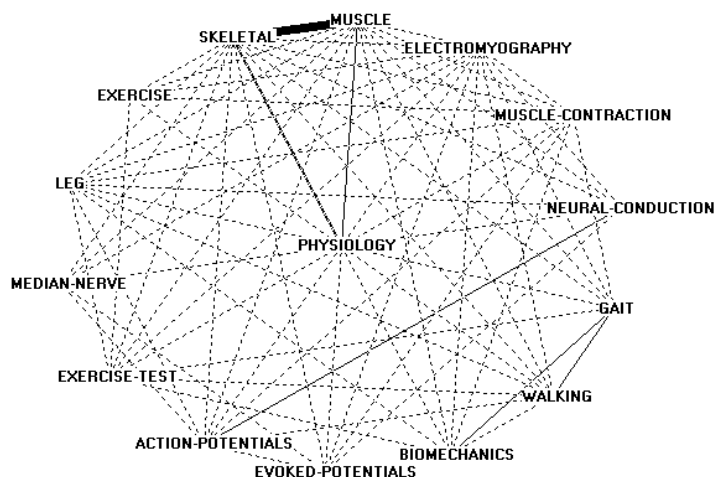 MUSCLE
SKELETAL
ELECTROMYOGRAPHY
EXERCISE
MUSCLE-CONTRACTION
LEG
NEURAL-CONDUCTION
PHYSIOLOGY
MEDIAN-NERVE
GAIT
EXERCISE-TEST
WALKING
ACTION-POTENTIALS
BIOMECHANICS
EVOKED-POTENTIALS